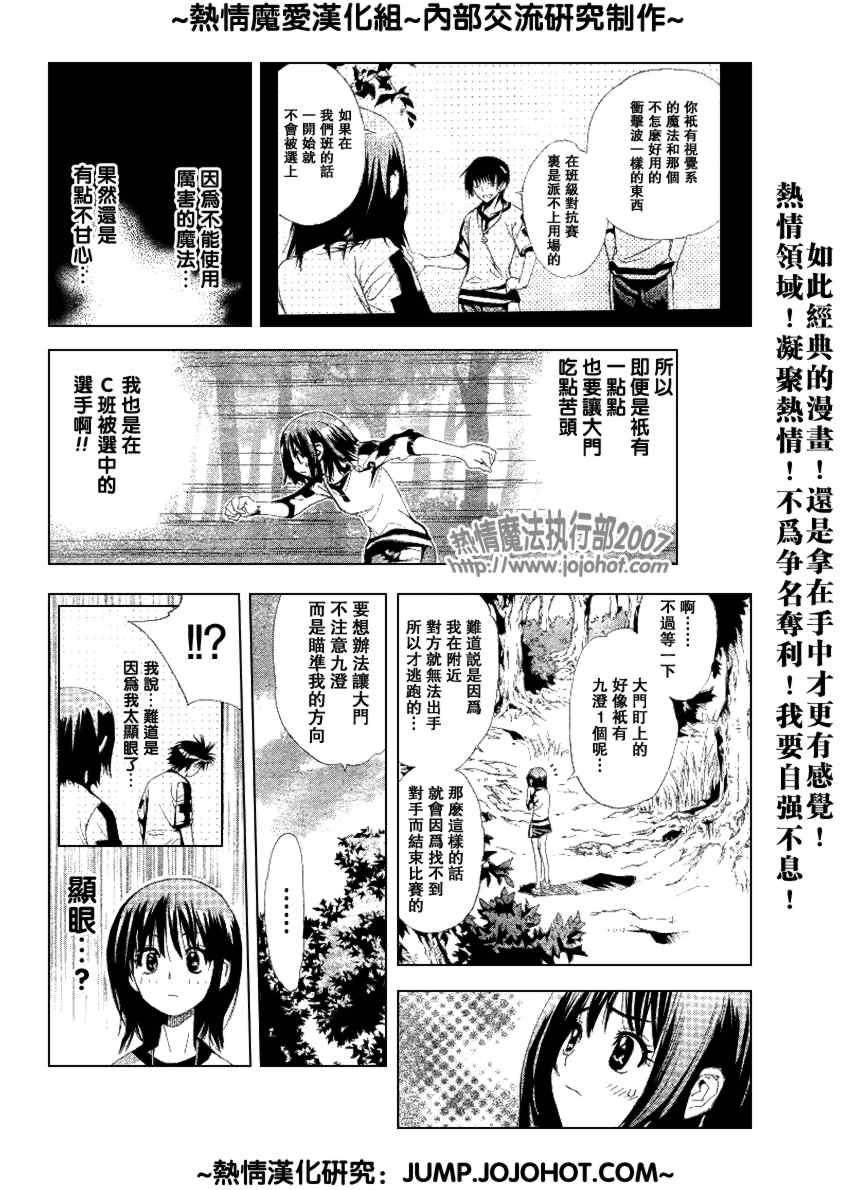 ~熱情魔愛漢化組~內部交流研究制作~
你衹有視覺系
的魔法和那個
不怎麽好用的
衝擊波一樣的東西
在班級對抗賽
裏是派不上用場的
如果在
我們班的話
一開始就
不會被選上
因爲不能使用
厲害的魔法…
果然還是
有點不甘心…
所以
即便是衹有
一點點
也要讓大門
吃點苦頭
我也是在
C班被選中的
選手啊!!
熱情魔法执行部2007
http://www.jojohot.com
啊……
不過等一下
大門盯上的
好像衹有
九澄1個呢…
難道説是因爲
我在附近
對方就無法出手
所以才逃跑的…
那麽這樣的話
就會因爲找不到
對手而結束比賽的
要想辦法讓大門
不注意九澄
而是瞄準我的方向
……
!!?
我說…難道是
因爲我太顯眼了…
顯眼……?
如此經典的漫畫！還是拿在手中才更有感覺！
熱情領域！凝聚熱情！不爲争名奪利！我要自强不息！
~熱情漢化研究：JUMP.JOJOHOT.COM~